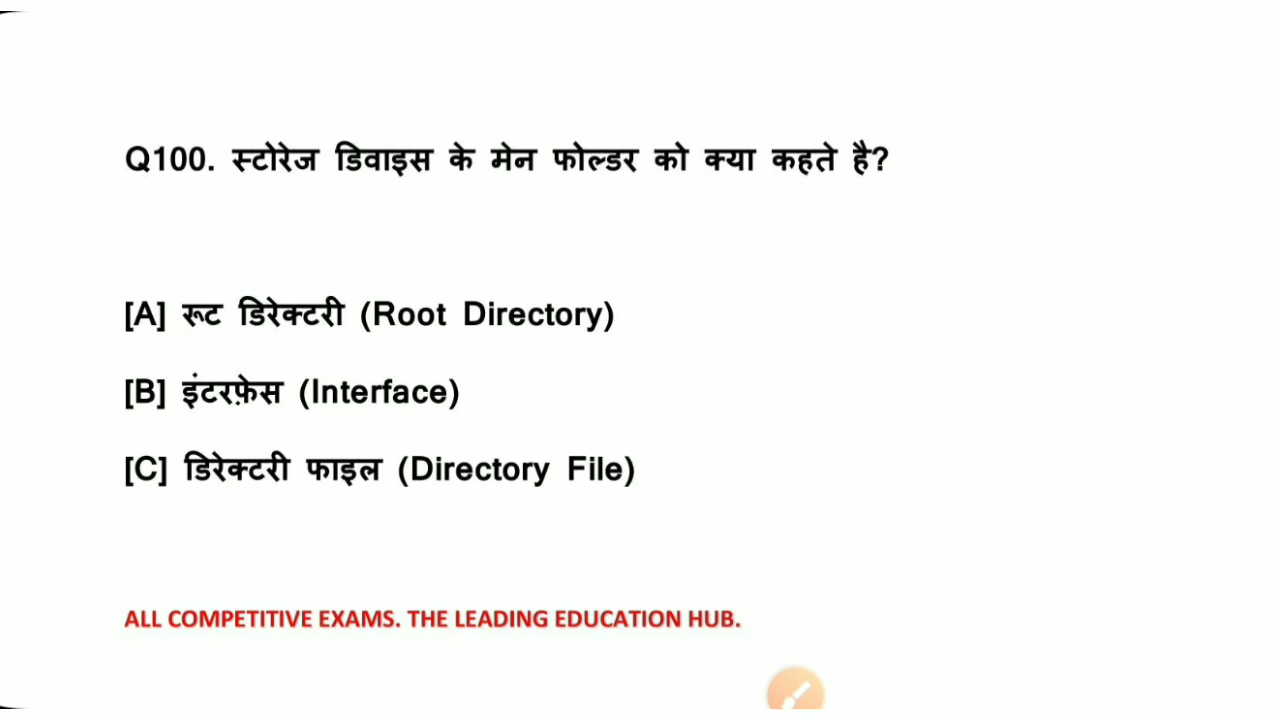 Q100. स्टोरेज डिवाइस के मेन फोल्डर को क्या कहते है?
[A] रूट डिरेक्टरी (Root Directory)
[B] इंटरफ़ेस (Interface)
[C] डिरेक्टरी फाइल (Directory File)
ALL COMPETITIVE EXAMS. THE LEADING EDUCATION HUB.